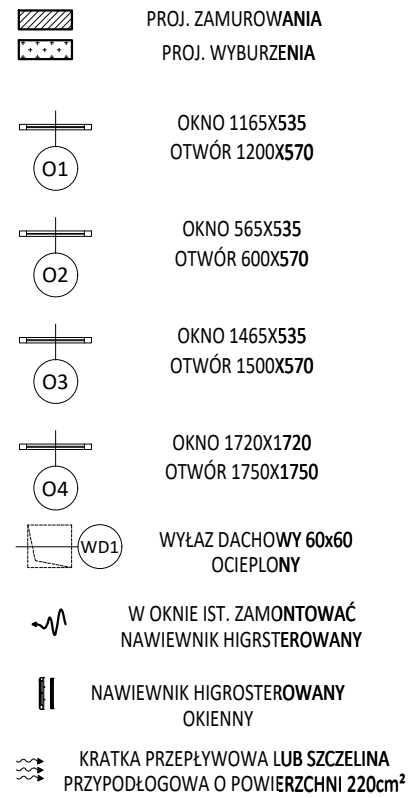 PROJ. ZAMUROWANIA
PROJ. WYBURZENIA
OKNO 1165X535
OTWÓR 1200X570
O1
OKNO 565X535
OTWÓR 600X570
O2
OKNO 1465X535
OTWÓR 1500X570
O3
OKNO 1720X1720
OTWÓR 1750X1750
O4
WD1
WYŁAZ DACHOWY 60x60
OCIEPLONY
W OKNIE IST. ZAMONTOWAĆ
NAWIEWNIK HIGRSTEROWANY
NAWIEWNIK HIGROSTEROWANY
OKIENNY
KRATKA PRZEPŁYWOWA LUB SZCZELINA
PRZYPODŁOGOWA O POWIERZCHNI 220cm²